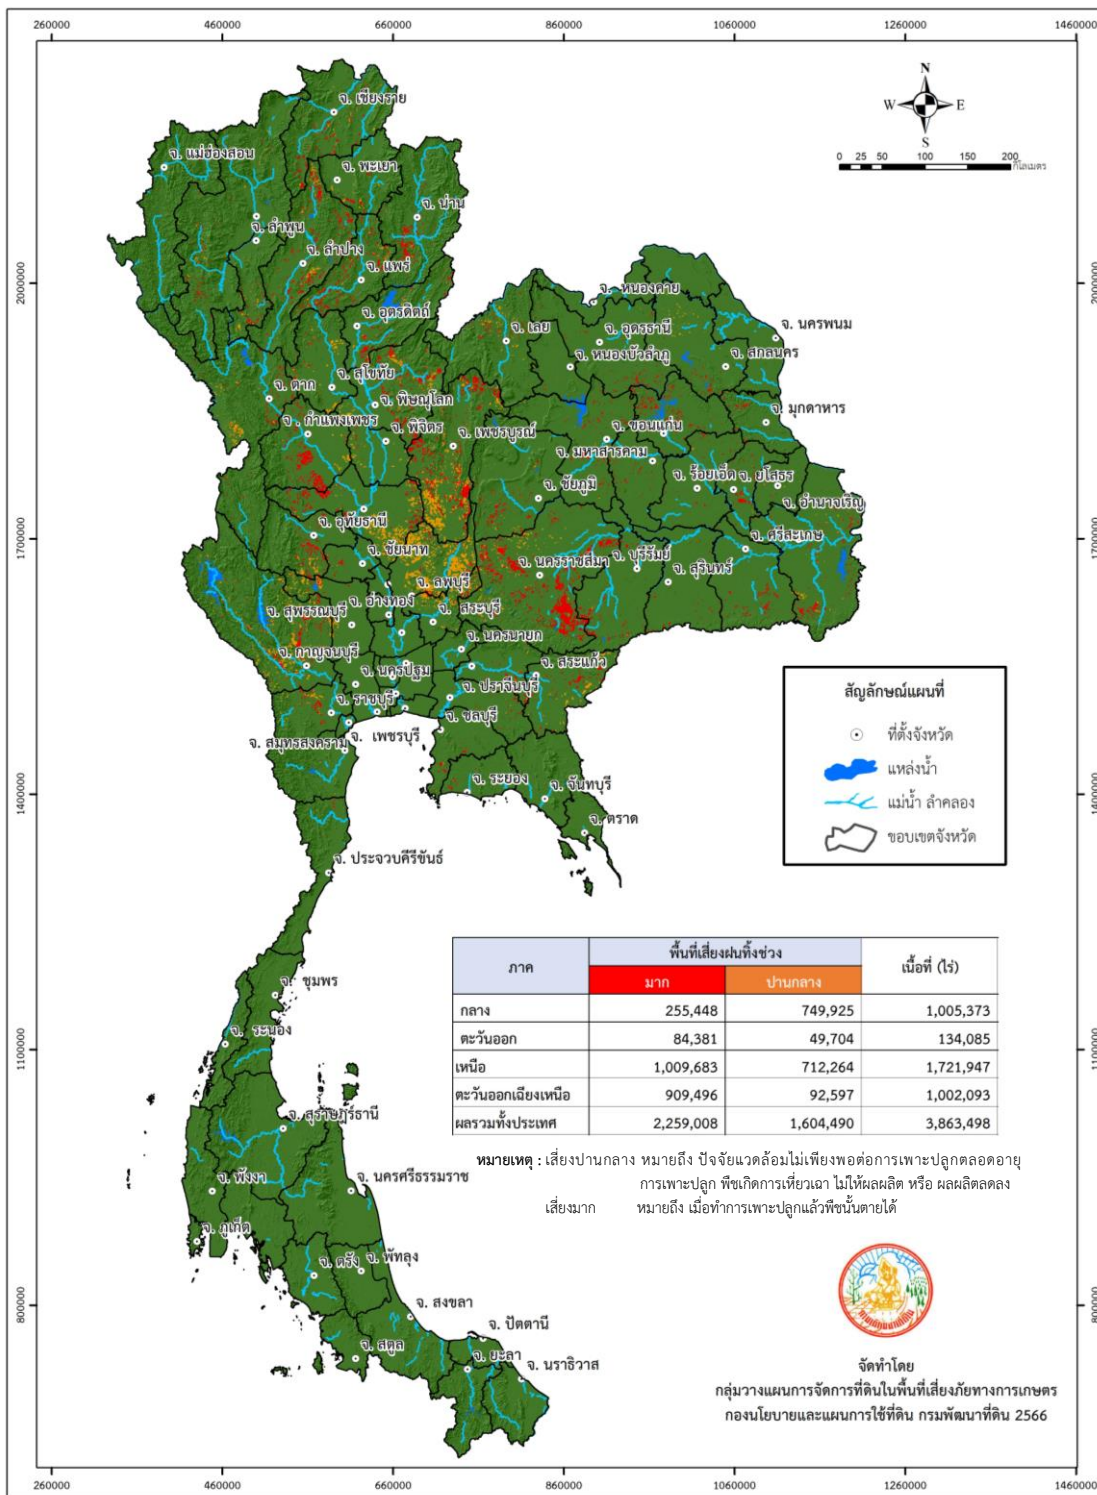 260000 460000 660000 860000 1060000 1260000 1460000
N
W E
S
0 25 50 100 150 200
กิโลเมตร
2000000 2000000
1700000 1700000
1400000 1400000
1100000 1100000
800000 800000
จ. เชียงราย
จ. แม่ฮ่องสอน
จ. พะเยา
จ. น่าน
จ. ลำพูน
จ. ลำปาง
จ. แพร่
จ. หนองคาย
จ. อุตรดิตถ์
จ. เลย
จ. อุดรธานี
จ. นครพนม
จ. หนองบัวลำภู
จ. สกลนคร
จ. ตาก
จ. สุโขทัย
จ. พิษณุโลก
จ. มุกดาหาร
จ. กำแพงเพชร
จ. พิจิตร
จ. เพชรบูรณ์
จ. ขอนแก่น
จ. มหาสารคาม
จ. ชัยภูมิ
จ. ร้อยเอ็ด
จ. ยโสธร
จ. อำนาจเจริญ
จ. อุทัยธานี
จ. ชัยนาท
จ. ศรีสะเกษ
จ. นครราชสีมา
จ. บุรีรัมย์
จ. ลพบุรี
จ. สุรินทร์
จ. อ่างทอง
จ. สุพรรณบุรี
จ. สระบุรี
จ. นครนายก
จ. กาญจนบุรี
จ. นครปฐม
จ. สระแก้ว
จ. ปราจีนบุรี
จ. ราชบุรี
จ. ชลบุรี
จ. สมุทรสงคราม
จ. เพชรบุรี
จ. ระยอง
จ. จันทบุรี
จ. ตราด
จ. ประจวบคีรีขันธ์
จ. ชุมพร
จ. ระนอง
จ. สุราษฎร์ธานี
จ. พังงา
จ. นครศรีธรรมราช
จ. ภูเก็ต
จ. ตรัง
จ. พัทลุง
จ. สงขลา
จ. ปัตตานี
จ. สตูล
จ. ยะลา
จ. นราธิวาส
สัญลักษณ์แผนที่
ที่ตั้งจังหวัด
แหล่งน้ำ
แม่น้ำ ลำคลอง
ขอบเขตจังหวัด
ภาค พื้นที่เสี่ยงฝนทิ้งช่วง เนื้อที่ (ไร่)
มาก ปานกลาง
กลาง 255,448 749,925 1,005,373
ตะวันออก 84,381 49,704 134,085
เหนือ 1,009,683 712,264 1,721,947
ตะวันออกเฉียงเหนือ 909,496 92,597 1,002,093
ผลรวมทั้งประเทศ 2,259,008 1,604,490 3,863,498
หมายเหตุ : เสี่ยงปานกลาง หมายถึง ปัจจัยแวดล้อมไม่เพียงพอต่อการเพาะปลูกตลอดอายุ
การเพาะปลูก พืชเกิดการเหี่ยวเฉา ไม่ให้ผลผลิต หรือ ผลผลิตลดลง
เสี่ยงมาก หมายถึง เมื่อทำการเพาะปลูกแล้วพืชนั้นตายได้
จัดทำโดย
กลุ่มวางแผนการจัดการที่ดินในพื้นที่เสี่ยงภัยทางการเกษตร
กองนโยบายและแผนการใช้ที่ดิน กรมพัฒนาที่ดิน 2566
260000 460000 660000 860000 1060000 1260000 1460000